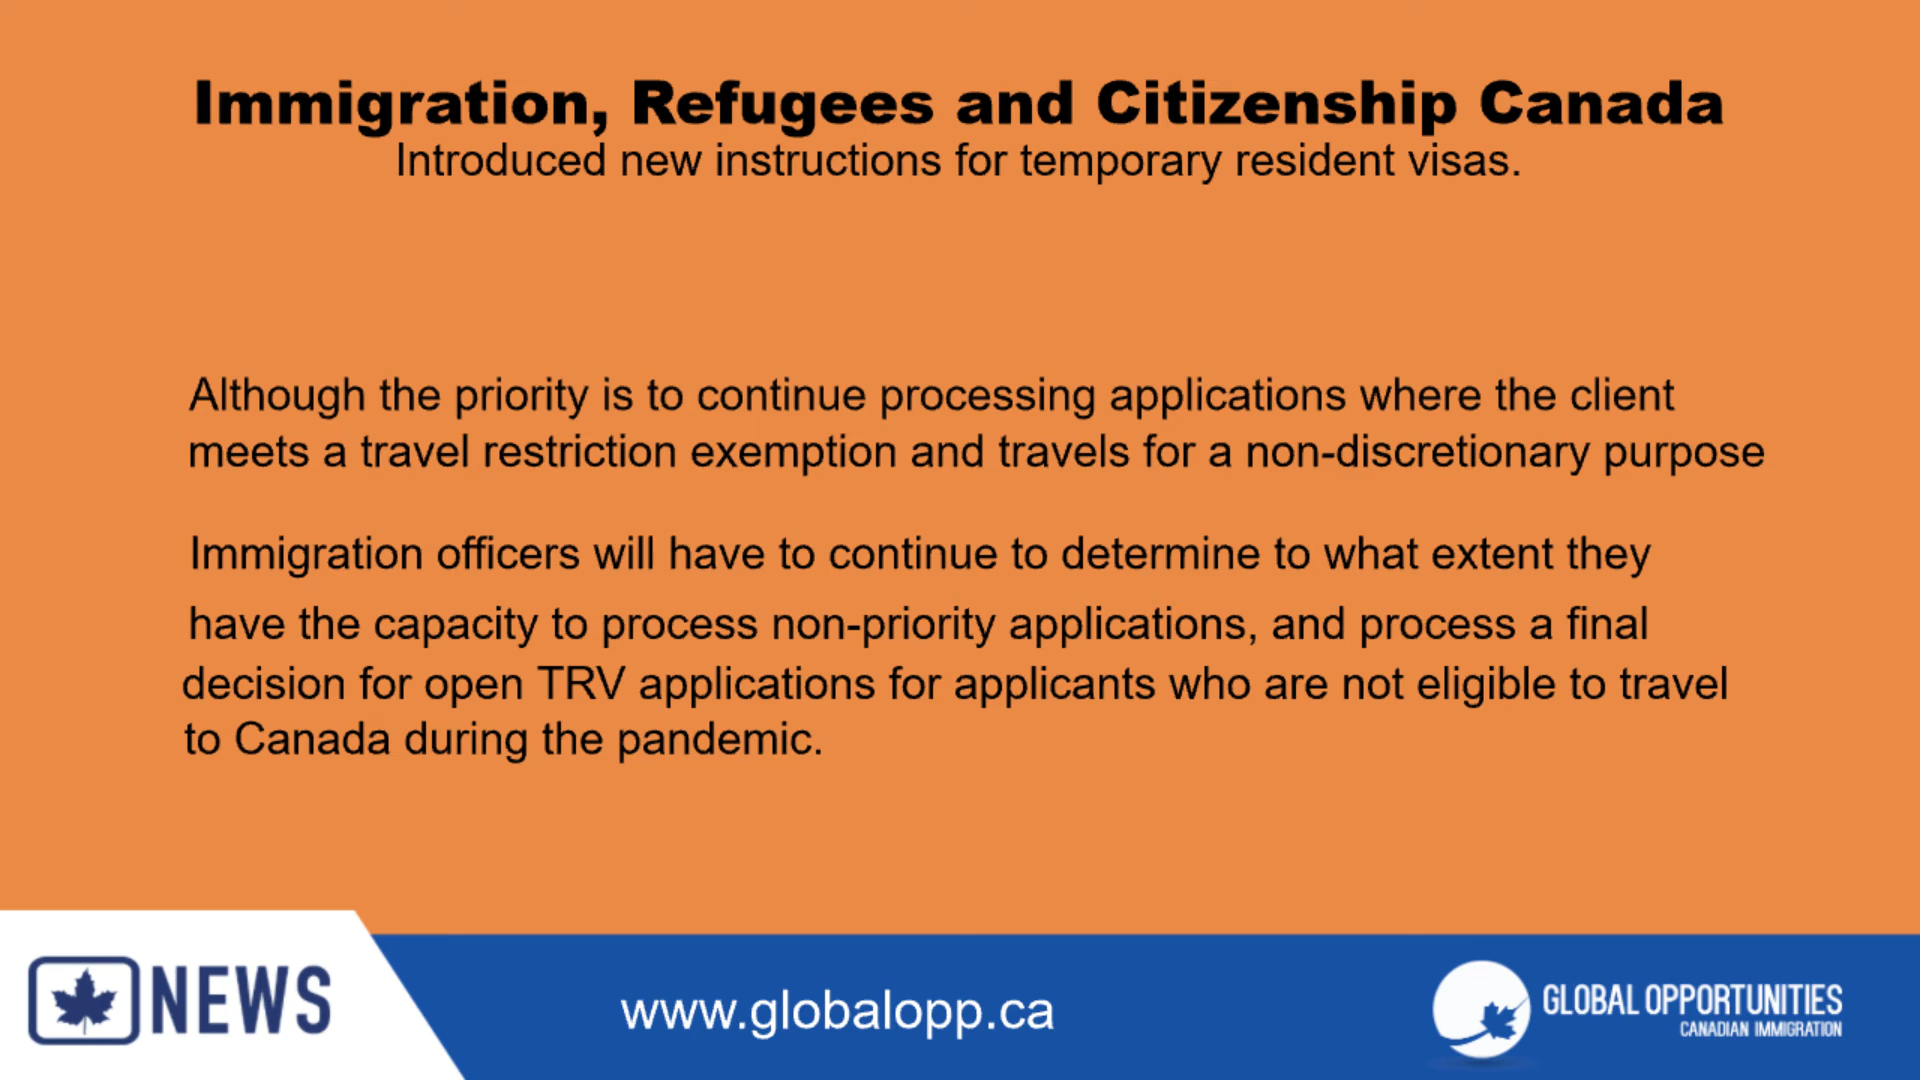 Immigration, Refugees and Citizenship Canada
Introduced new instructions for temporary resident visas.
Although the priority is to continue processing applications where the client
meets a travel restriction exemption and travels for a non-discretionary purpose
Immigration officers will have to continue to determine to what extent they
have the capacity to process non-priority applications, and process a final
decision for open TRV applications for applicants who are not eligible to travel
to Canada during the pandemic.
NEWS
www.globalopp.ca
GLOBAL OPPORTUNITIES
CANADIAN IMMIGRATION